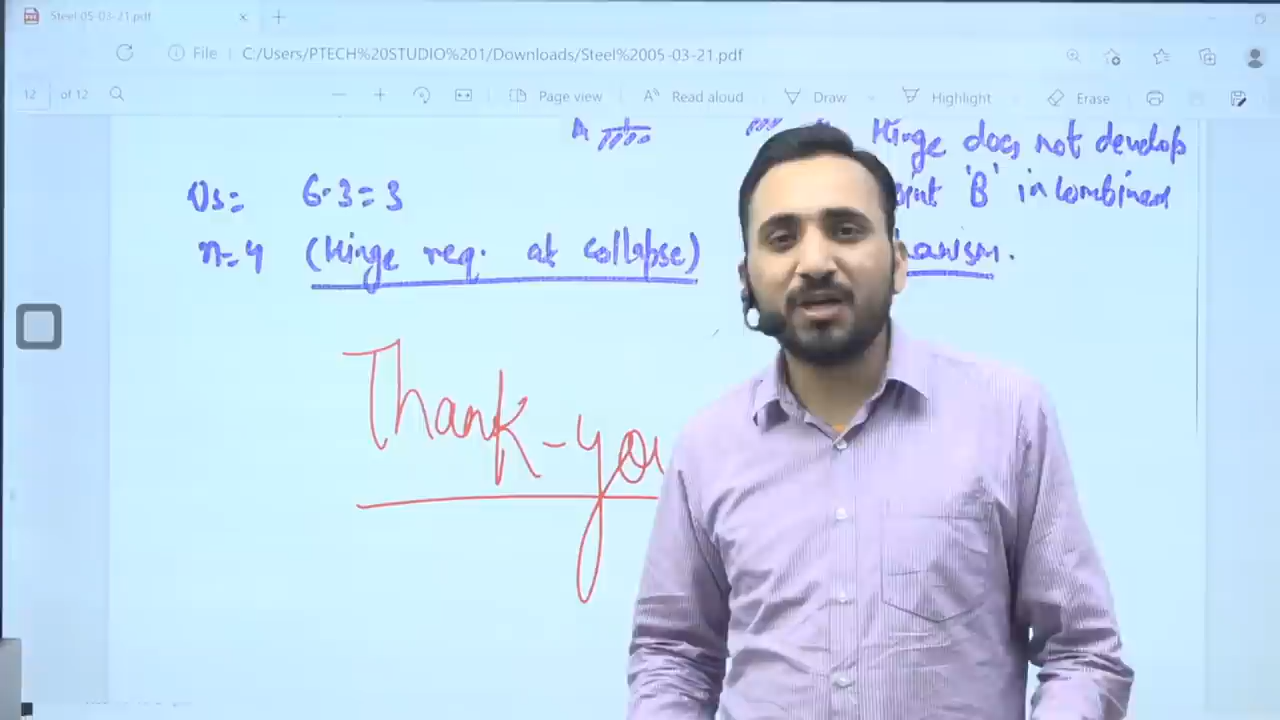 Steel 05-03-21.pdf
File C:/Users/PTECH%20STUDIO%201/Downloads/Steel%2005-03-21.pdf
12 of 12 Page view Read aloud Draw Highlight Erase
A
Hinge does not develop
Ds = 6-3=3
'B' in combined
n=4 (Hinge req. at collapse)
Thank-you